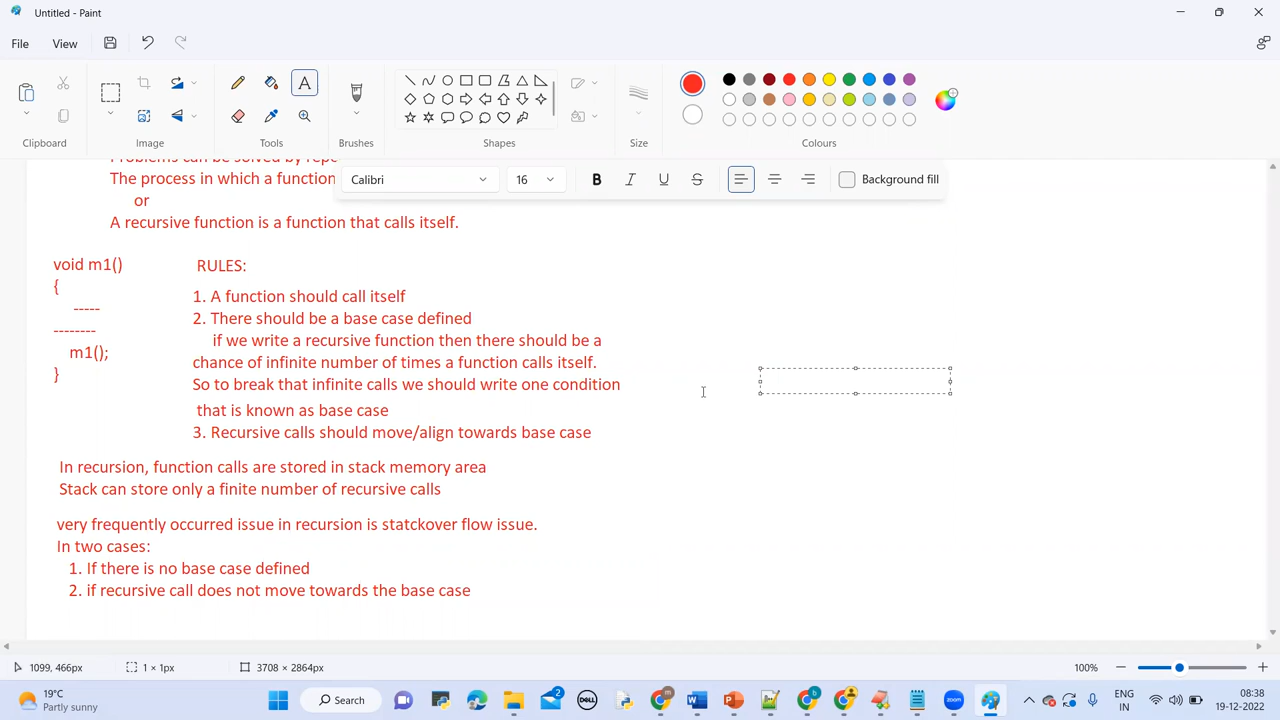 Untitled - Paint
File
View
Clipboard
Image
Tools
Brushes
Shapes
Size
Colours
Calibri
16
B
I
U
S
Background fill
Problems can be solved by repe
The process in which a function
or
A recursive function is a function that calls itself.
void m1()
{
-----
--------
m1();
}
RULES:
1. A function should call itself
2. There should be a base case defined
if we write a recursive function then there should be a
chance of infinite number of times a function calls itself.
So to break that infinite calls we should write one condition
that is known as base case
3. Recursive calls should move/align towards base case
In recursion, function calls are stored in stack memory area
Stack can store only a finite number of recursive calls
very frequently occurred issue in recursion is statckover flow issue.
In two cases:
1. If there is no base case defined
2. if recursive call does not move towards the base case
1099, 466px
1 × 1px
3708 × 2864px
100%
19°C
Partly sunny
Search
ENG
IN
08:38
19-12-2022